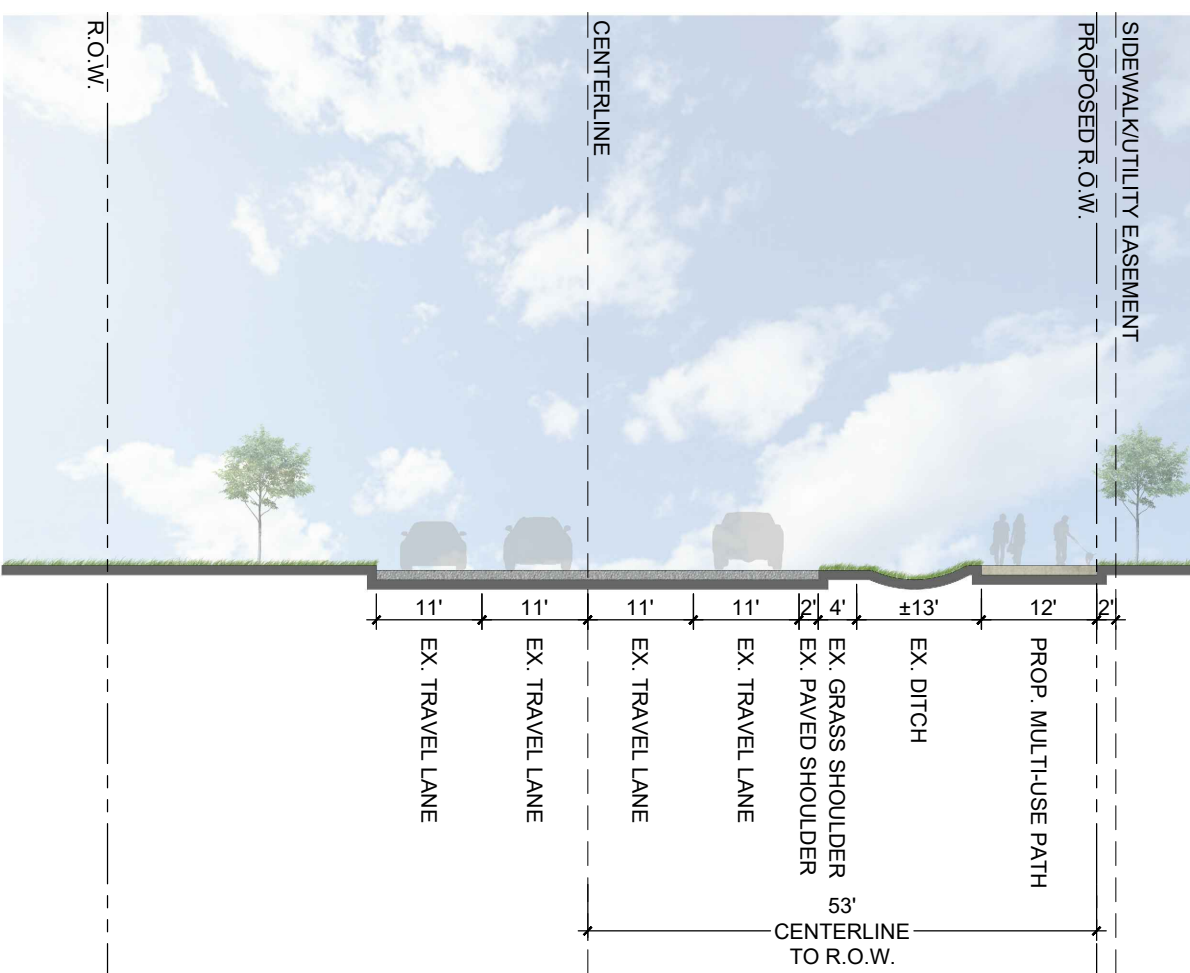 R.O.W.
CENTERLINE
PROPOSED R.O.W.
SIDEWALK/UTILITY EASEMENT
11'
11'
11'
11'
2'
4'
±13'
12'
2'
EX. TRAVEL LANE
EX. TRAVEL LANE
EX. TRAVEL LANE
EX. TRAVEL LANE
EX. PAVED SHOULDER
EX. GRASS SHOULDER
EX. DITCH
PROP. MULTI-USE PATH
53'
CENTERLINE
TO R.O.W.